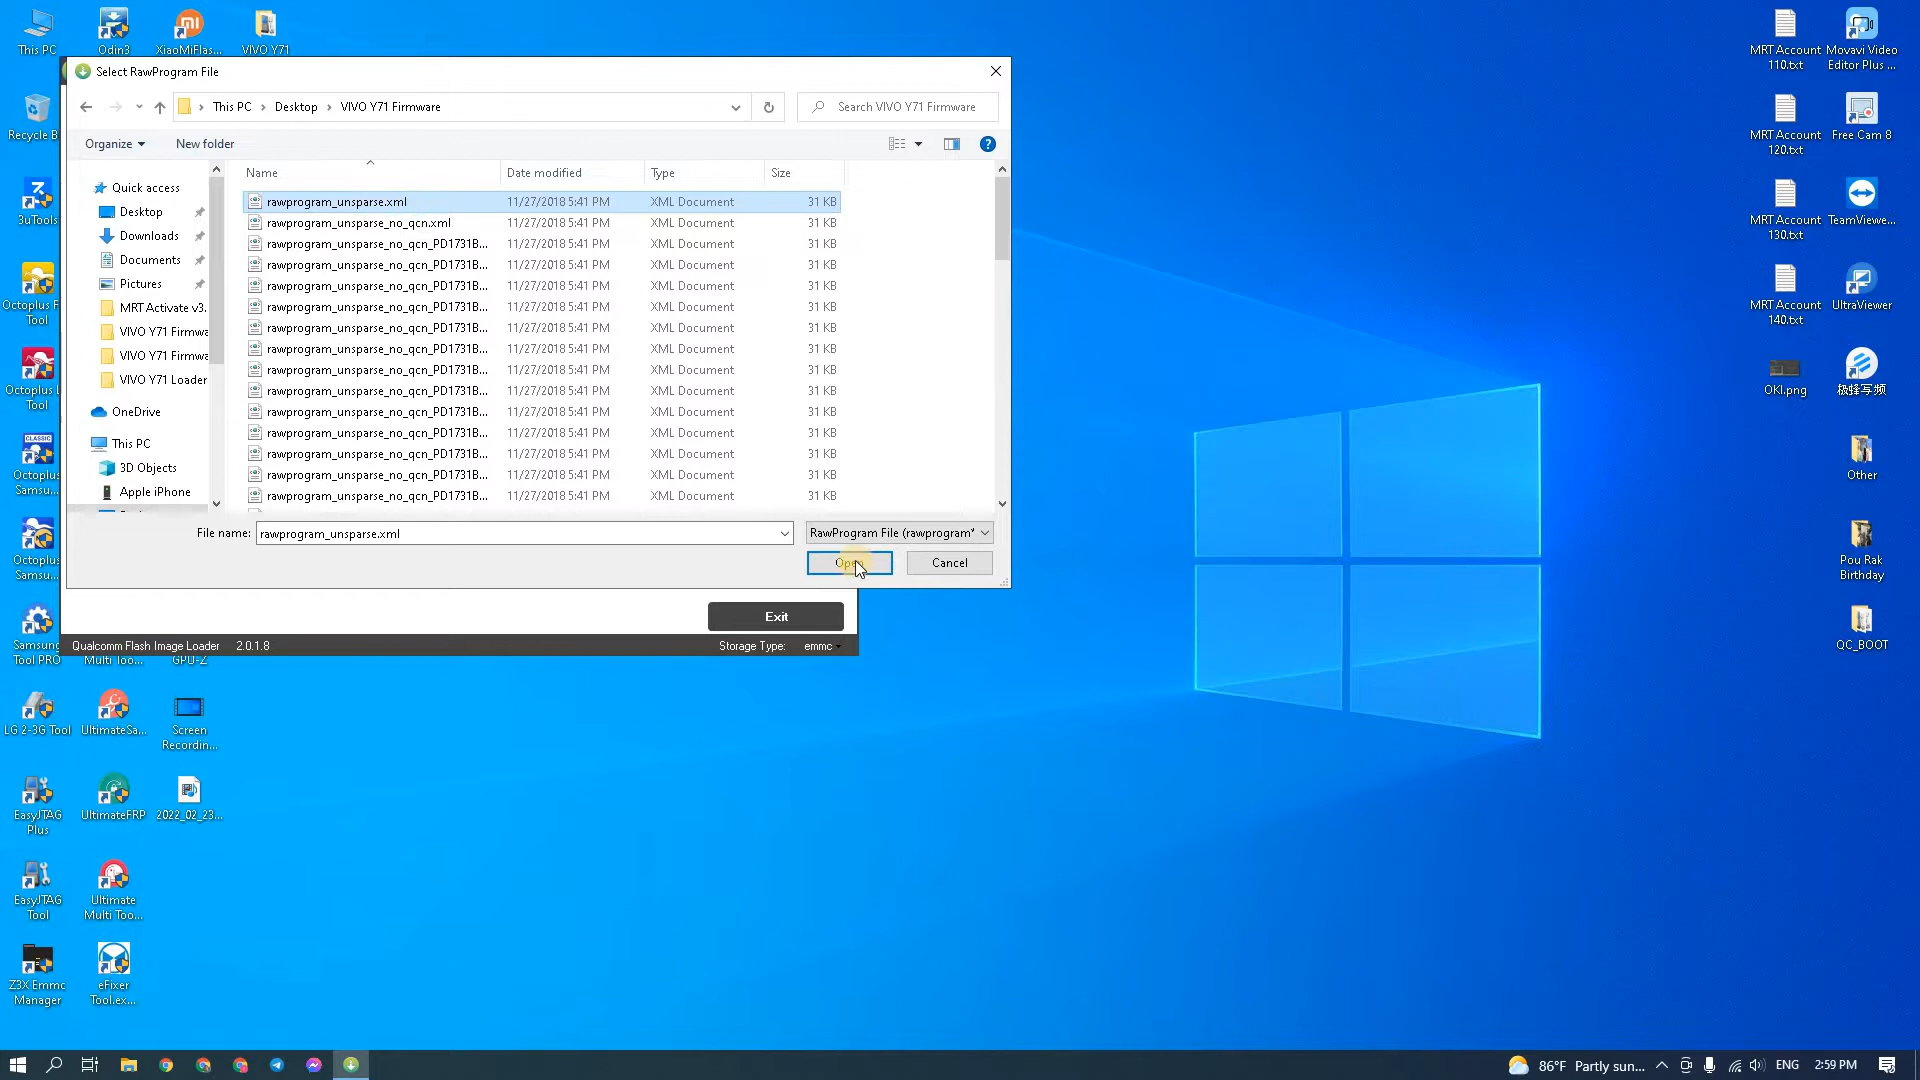 This PC
Odin3
XiaoMiFlas...
VIVO Y71
Recycle B
3uTools
Octoplus F
Tool
Octoplus L
Tool
Octoplus
Samsu...
Octoplus
Samsu...
Samsung
Tool PRO
Multi Too...
GPU-Z
LG 2-3G Tool
UltimateSa...
Screen
Recordin...
EasyJTAG
Plus
UltimateFRP
2022_02_23...
EasyJTAG
Tool
Ultimate
Multi Too...
Z3X Emmc
Manager
eFixer
Tool.ex...
Select RawProgram File
This PC
Desktop
VIVO Y71 Firmware
Search VIVO Y71 Firmware
Organize
New folder
Quick access
Desktop
Downloads
Documents
Pictures
MRT Activate v3.
VIVO Y71 Firmwa
VIVO Y71 Firmwa
VIVO Y71 Loader
OneDrive
This PC
3D Objects
Apple iPhone
Name Date modified Type Size
rawprogram_unsparse.xml 11/27/2018 5:41 PM XML Document 31 KB
rawprogram_unsparse_no_qcn.xml 11/27/2018 5:41 PM XML Document 31 KB
rawprogram_unsparse_no_qcn_PD1731B... 11/27/2018 5:41 PM XML Document 31 KB
rawprogram_unsparse_no_qcn_PD1731B... 11/27/2018 5:41 PM XML Document 31 KB
rawprogram_unsparse_no_qcn_PD1731B... 11/27/2018 5:41 PM XML Document 31 KB
rawprogram_unsparse_no_qcn_PD1731B... 11/27/2018 5:41 PM XML Document 31 KB
rawprogram_unsparse_no_qcn_PD1731B... 11/27/2018 5:41 PM XML Document 31 KB
rawprogram_unsparse_no_qcn_PD1731B... 11/27/2018 5:41 PM XML Document 31 KB
rawprogram_unsparse_no_qcn_PD1731B... 11/27/2018 5:41 PM XML Document 31 KB
rawprogram_unsparse_no_qcn_PD1731B... 11/27/2018 5:41 PM XML Document 31 KB
rawprogram_unsparse_no_qcn_PD1731B... 11/27/2018 5:41 PM XML Document 31 KB
rawprogram_unsparse_no_qcn_PD1731B... 11/27/2018 5:41 PM XML Document 31 KB
rawprogram_unsparse_no_qcn_PD1731B... 11/27/2018 5:41 PM XML Document 31 KB
rawprogram_unsparse_no_qcn_PD1731B... 11/27/2018 5:41 PM XML Document 31 KB
rawprogram_unsparse_no_qcn_PD1731B... 11/27/2018 5:41 PM XML Document 31 KB
File name: rawprogram_unsparse.xml
RawProgram File (rawprogram*
Open
Cancel
Exit
Qualcomm Flash Image Loader 2.0.1.8
Storage Type: emmc
MRT Account
110.txt
Movavi Video
Editor Plus ...
MRT Account
120.txt
Free Cam 8
MRT Account
130.txt
TeamViewe...
MRT Account
140.txt
UltraViewer
OKI.png
极蜂写频
Other
Pou Rak
Birthday
QC_BOOT
86°F Partly sun...
ENG
2:59 PM